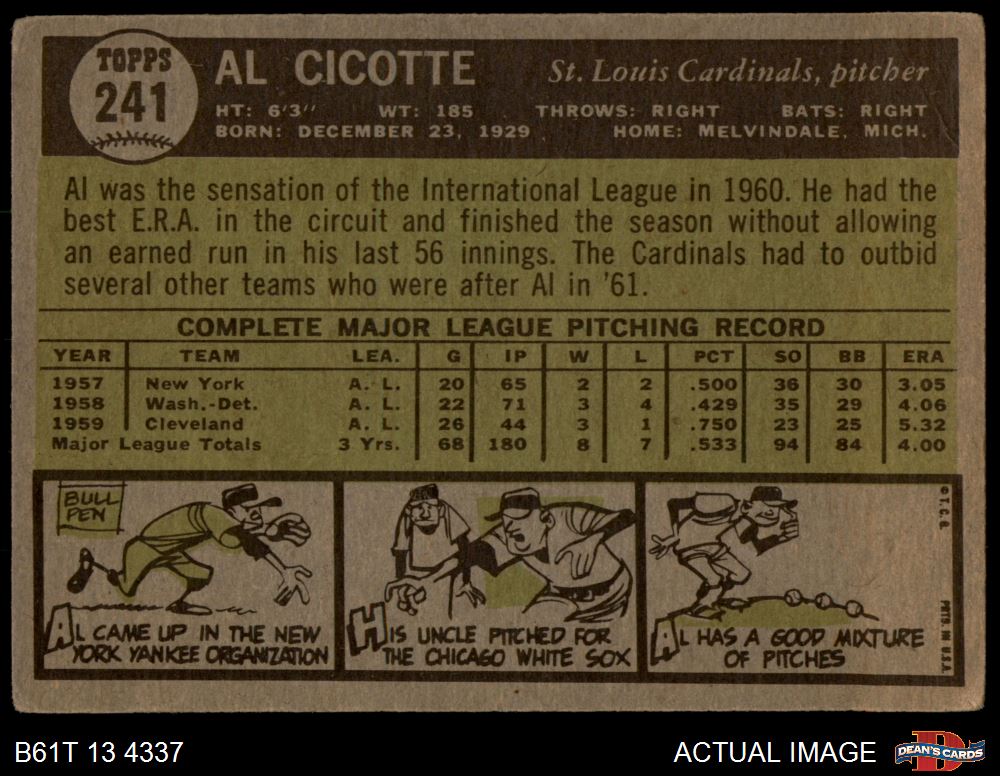 TOPPS
241
AL CICOTTE
St. Louis Cardinals, pitcher
HT: 6'3" WT: 185 THROWS: RIGHT BATS: RIGHT
BORN: DECEMBER 23, 1929 HOME: MELVINDALE, MICH.
Al was the sensation of the International League in 1960. He had the
best E.R.A. in the circuit and finished the season without allowing
an earned run in his last 56 innings. The Cardinals had to outbid
several other teams who were after Al in '61.
COMPLETE MAJOR LEAGUE PITCHING RECORD
YEAR TEAM LEA. G IP W L PCT SO BB ERA
1957 New York A. L. 20 65 2 2 .500 36 30 3.05
1958 Wash.-Det. A. L. 22 71 3 4 .429 35 29 4.06
1959 Cleveland A. L. 26 44 3 1 .750 23 25 5.32
Major League Totals 3 Yrs. 68 180 8 7 .533 94 84 4.00
BULL
PEN
AL CAME UP IN THE NEW
YORK YANKEE ORGANIZATION
HIS UNCLE PITCHED FOR
THE CHICAGO WHITE SOX
AL HAS A GOOD MIXTURE
OF PITCHES
© T. C. G.
PRTD. IN U.S.A.
B61T 13 4337
ACTUAL IMAGE
DEAN'S CARDS